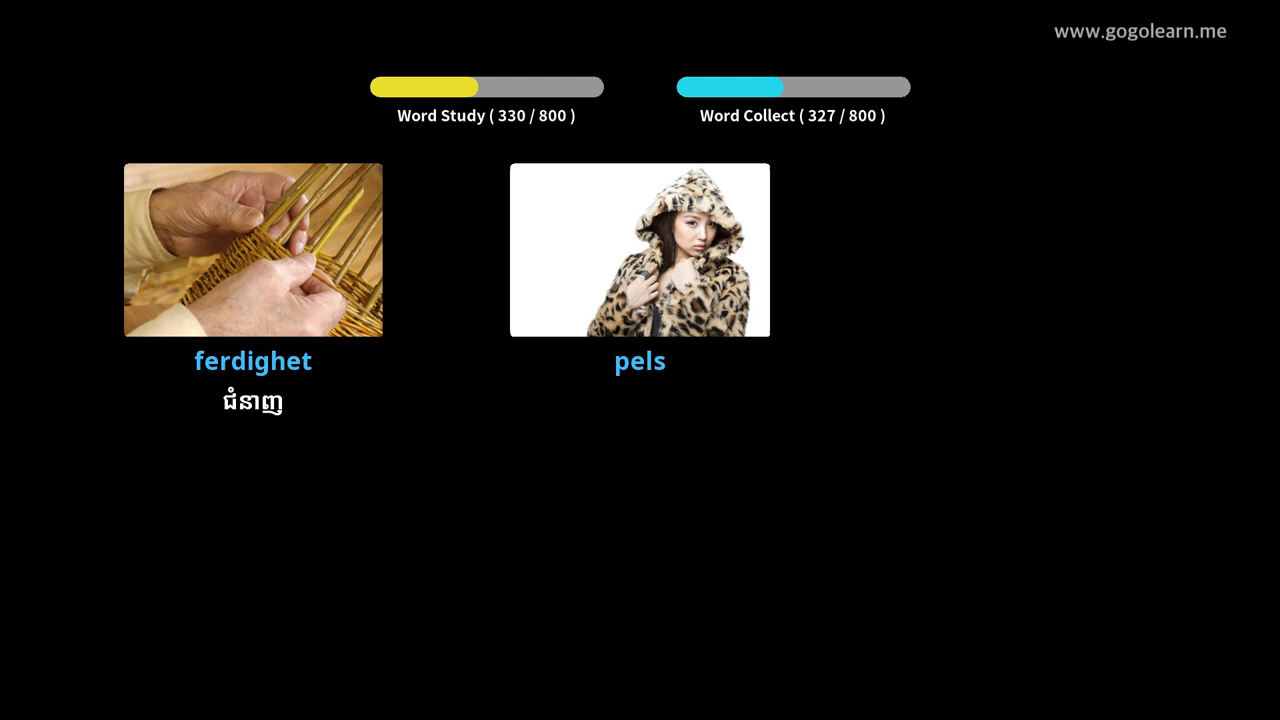 www.gogolearn.me
Word Study ( 330 / 800 )
Word Collect ( 327 / 800 )
ferdighet
ជំនាញ
pels